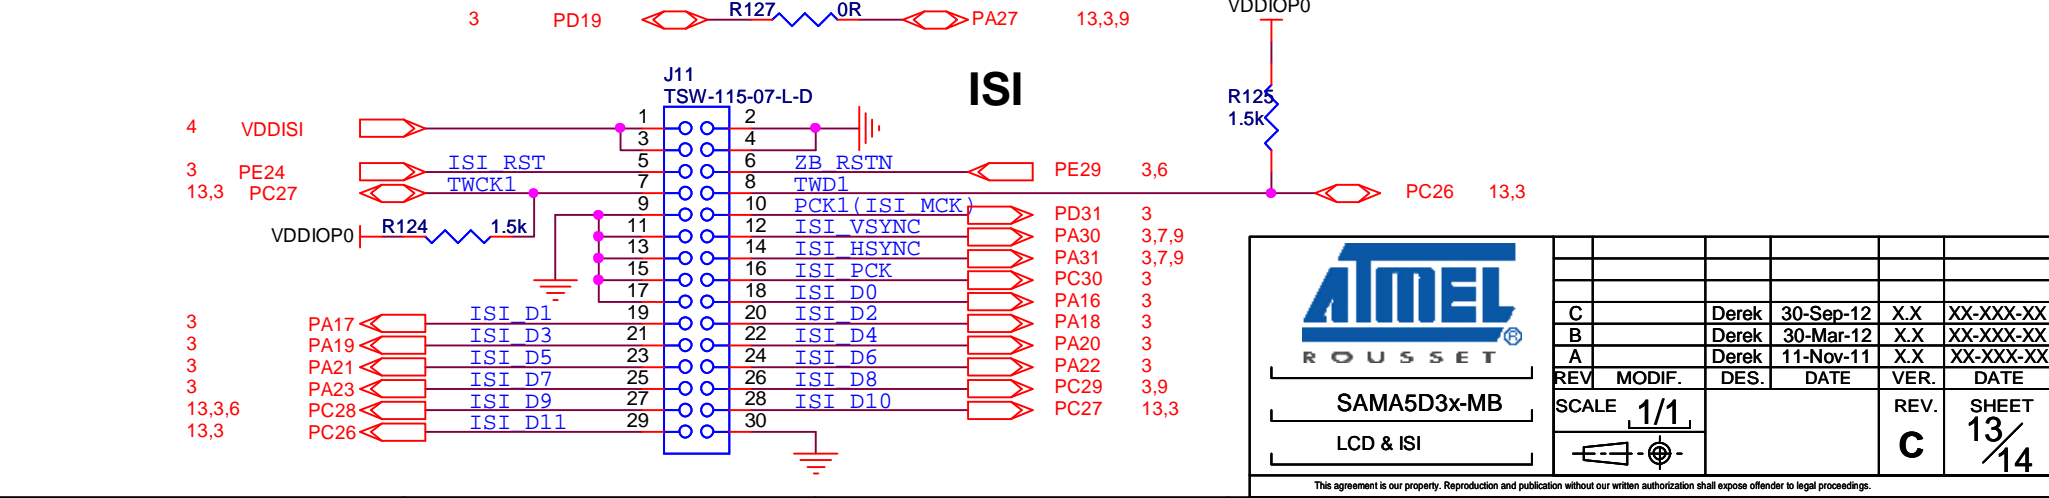 3 PD19 R127 0R PA27 13,3,9
VDDIOP0
J11
TSW-115-07-L-D
ISI
R125
1.5k
4 VDDISI 1 2
3 4
3 PE24 ISI_RST 5 6 ZB_RSTN PE29 3,6
13,3 PC27 TWCK1 7 8 TWD1 PC26 13,3
9 10 PCK1(ISI_MCK) PD31 3
VDDIOP0 R124 1.5k 11 12 ISI_VSYNC PA30 3,7,9
13 14 ISI_HSYNC PA31 3,7,9
15 16 ISI_PCK PC30 3
17 18 ISI_D0 PA16 3
3 PA17 ISI_D1 19 20 ISI_D2 PA18 3
3 PA19 ISI_D3 21 22 ISI_D4 PA20 3
3 PA21 ISI_D5 23 24 ISI_D6 PA22 3
3 PA23 ISI_D7 25 26 ISI_D8 PC29 3,9
13,3,6 PC28 ISI_D9 27 28 ISI_D10 PC27 13,3
13,3 PC26 ISI_D11 29 30
ATMEL ®
ROUSSET
SAMA5D3x-MB
LCD & ISI
C Derek 30-Sep-12 X.X XX-XXX-XX
B Derek 30-Mar-12 X.X XX-XXX-XX
A Derek 11-Nov-11 X.X XX-XXX-XX
REV MODIF. DES. DATE VER. DATE
SCALE 1/1 REV. SHEET
C 13/14
This agreement is our property. Reproduction and publication without our written authorization shall expose offender to legal proceedings.